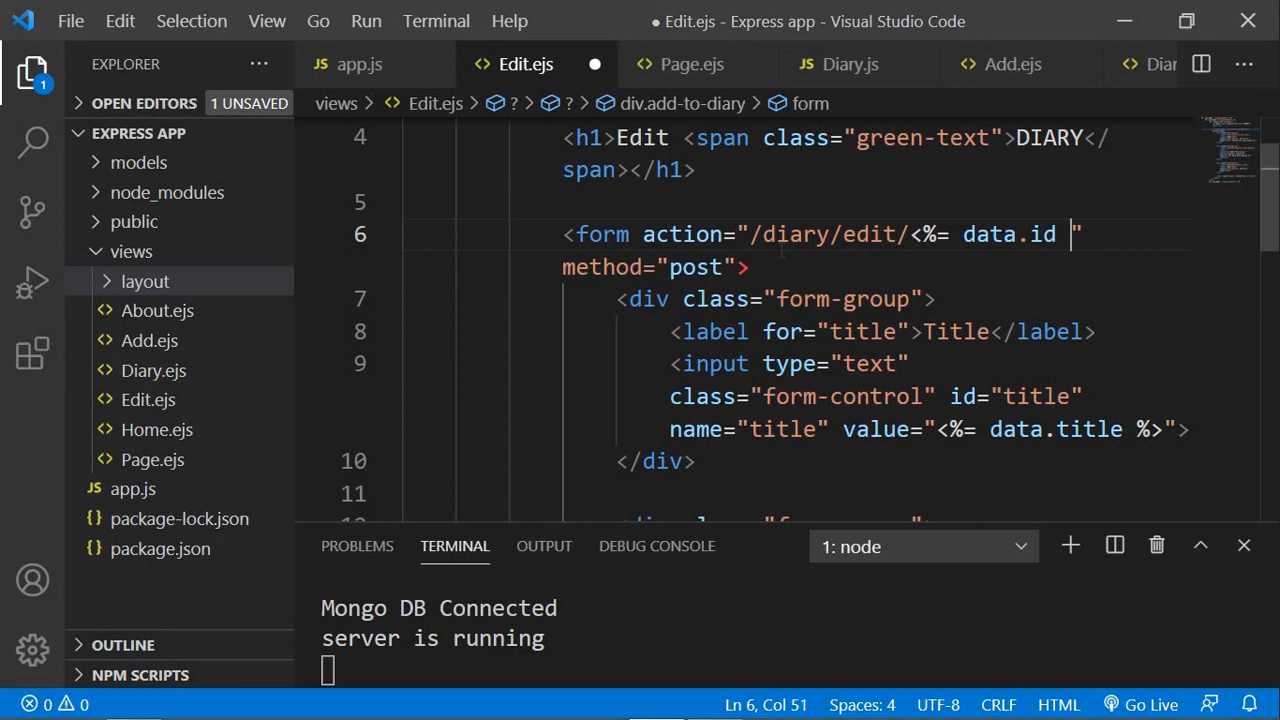 File Edit Selection View Go Run Terminal Help ● Edit.ejs - Express app - Visual Studio Code
EXPLORER ···
JS app.js <> Edit.ejs ● <> Page.ejs JS Diary.js <> Add.ejs <> Diar ···
1
> OPEN EDITORS 1 UNSAVED
views > <> Edit.ejs > ? > ? > div.add-to-diary > form
EXPRESS APP
> models
> node_modules
> public
views
> layout
<> About.ejs
<> Add.ejs
<> Diary.ejs
<> Edit.ejs
<> Home.ejs
<> Page.ejs
JS app.js
{} package-lock.json
{} package.json
> OUTLINE
> NPM SCRIPTS
4 <h1>Edit <span class="green-text">DIARY</
span></h1>
5
6 <form action="/diary/edit/<%= data.id "
method="post">
7 <div class="form-group">
8 <label for="title">Title</label>
9 <input type="text"
class="form-control" id="title"
name="title" value="<%= data.title %>">
10 </div>
11
PROBLEMS TERMINAL OUTPUT DEBUG CONSOLE 1: node
Mongo DB Connected
server is running
0 0 Ln 6, Col 51 Spaces: 4 UTF-8 CRLF HTML Go Live